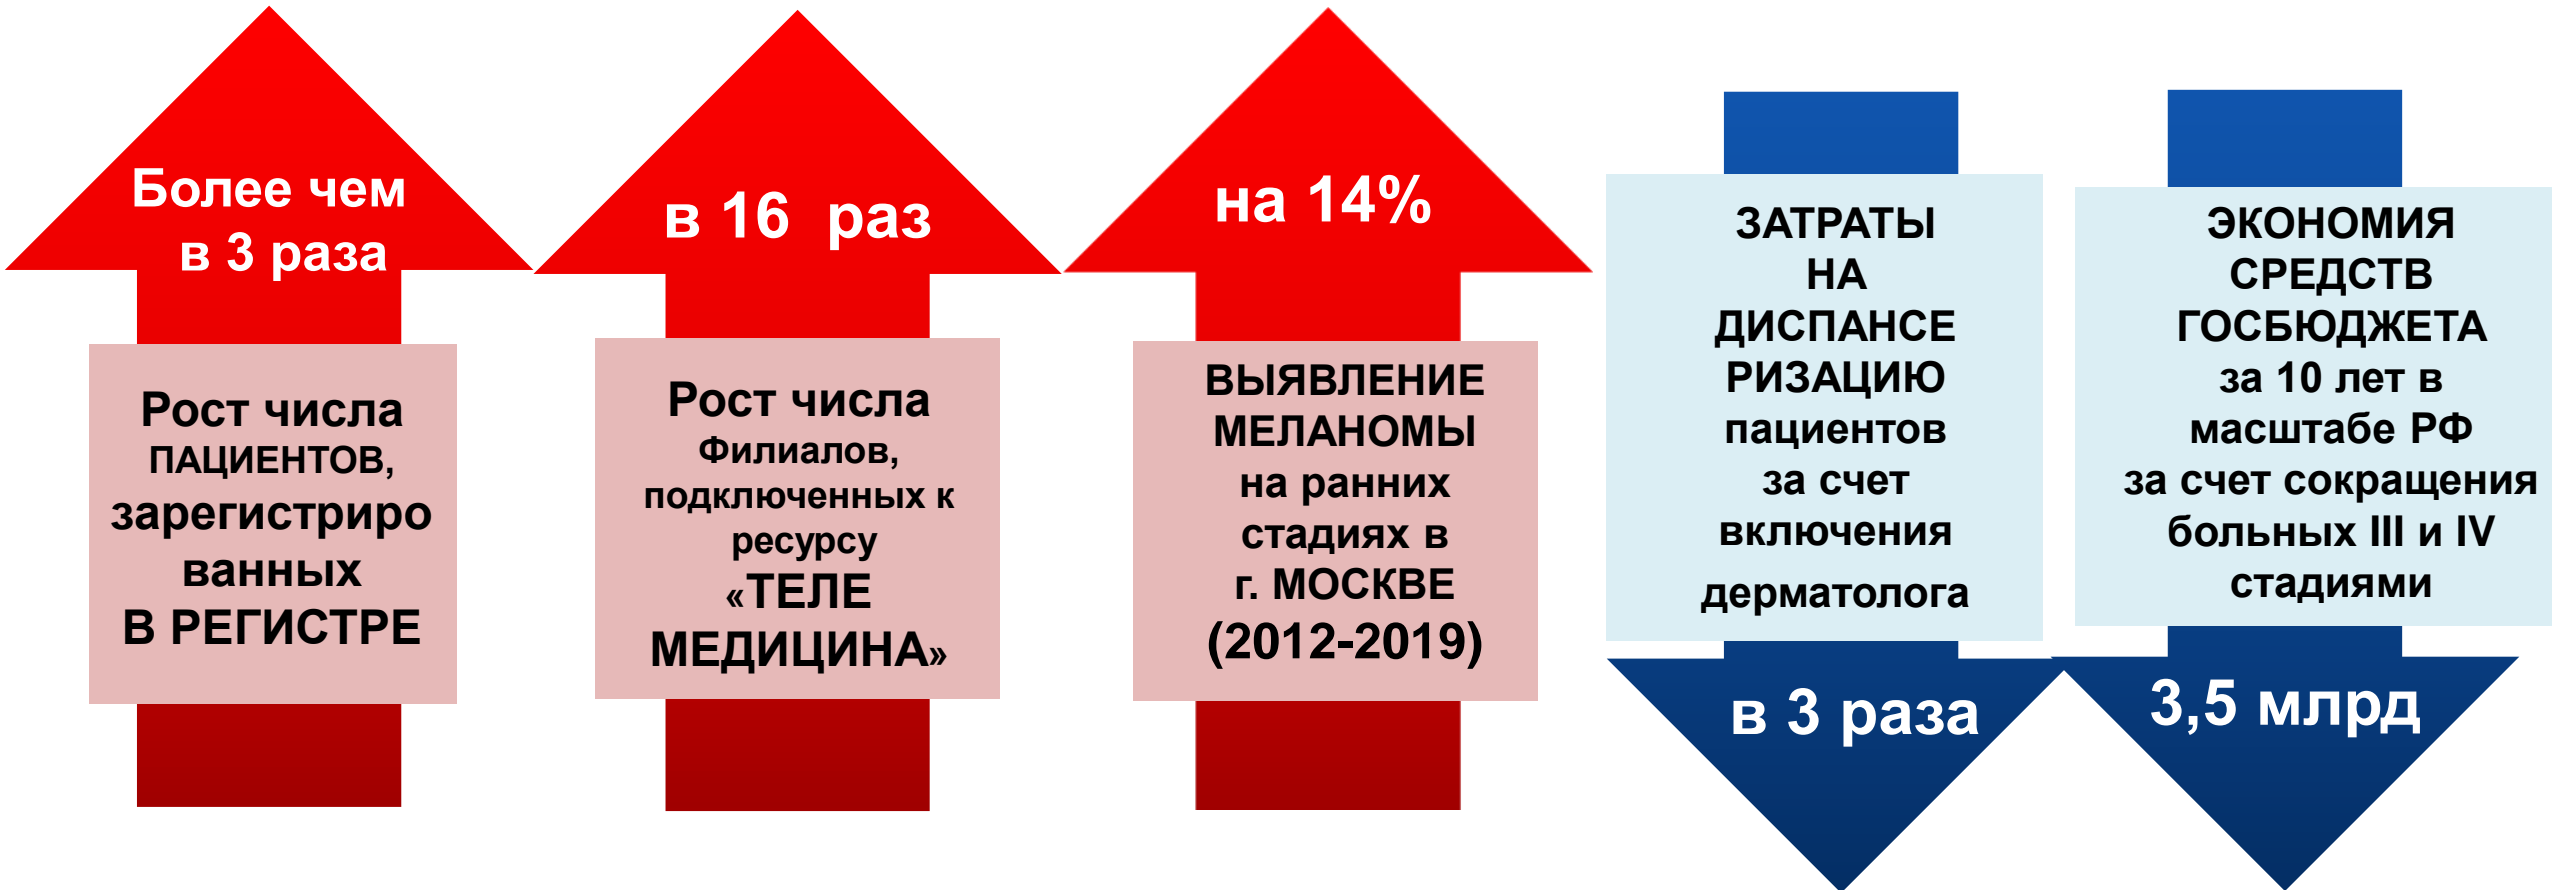 Более чем
в 3 раза
Рост числа
ПАЦИЕНТОВ,
зарегистриро
ванных
В РЕГИСТРЕ
в 16 раз
Рост числа
Филиалов,
подключенных к
ресурсу
«ТЕЛЕ
МЕДИЦИНА»
на 14%
ВЫЯВЛЕНИЕ
МЕЛАНОМЫ
на ранних
стадиях в
г. МОСКВЕ
(2012-2019)
ЗАТРАТЫ
НА
ДИСПАНСЕ
РИЗАЦИЮ
пациентов
за счет
включения
дерматолога
в 3 раза
ЭКОНОМИЯ
СРЕДСТВ
ГОСБЮДЖЕТА
за 10 лет в
масштабе РФ
за счет сокращения
больных III и IV
стадиями
3,5 млрд